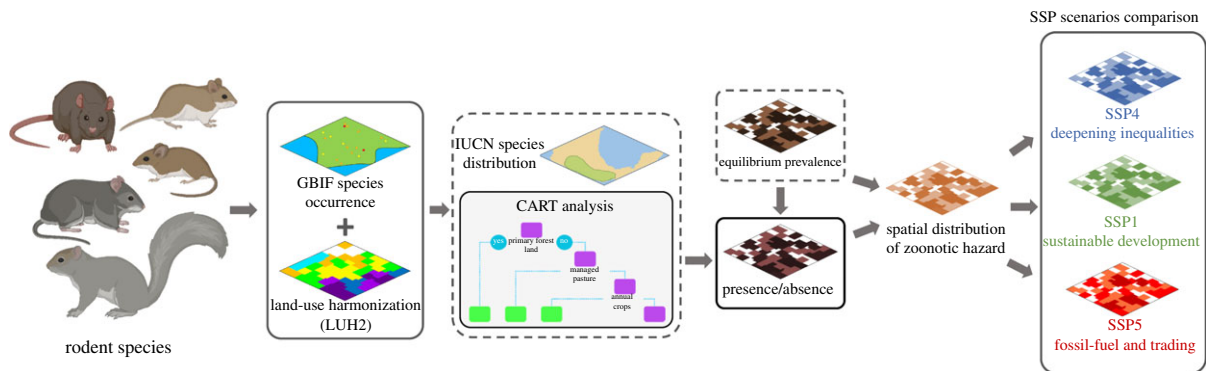 rodent species
GBIF species
occurrence
+
land-use harmonization
(LUH2)
IUCN species
distribution
CART analysis
yes
primary forest
land
no
managed
pasture
annual
crops
equilibrium prevalence
presence/absence
spatial distribution
of zoonotic hazard
SSP scenarios comparison
SSP4
deepening inequalities
SSP1
sustainable development
SSP5
fossil-fuel and trading